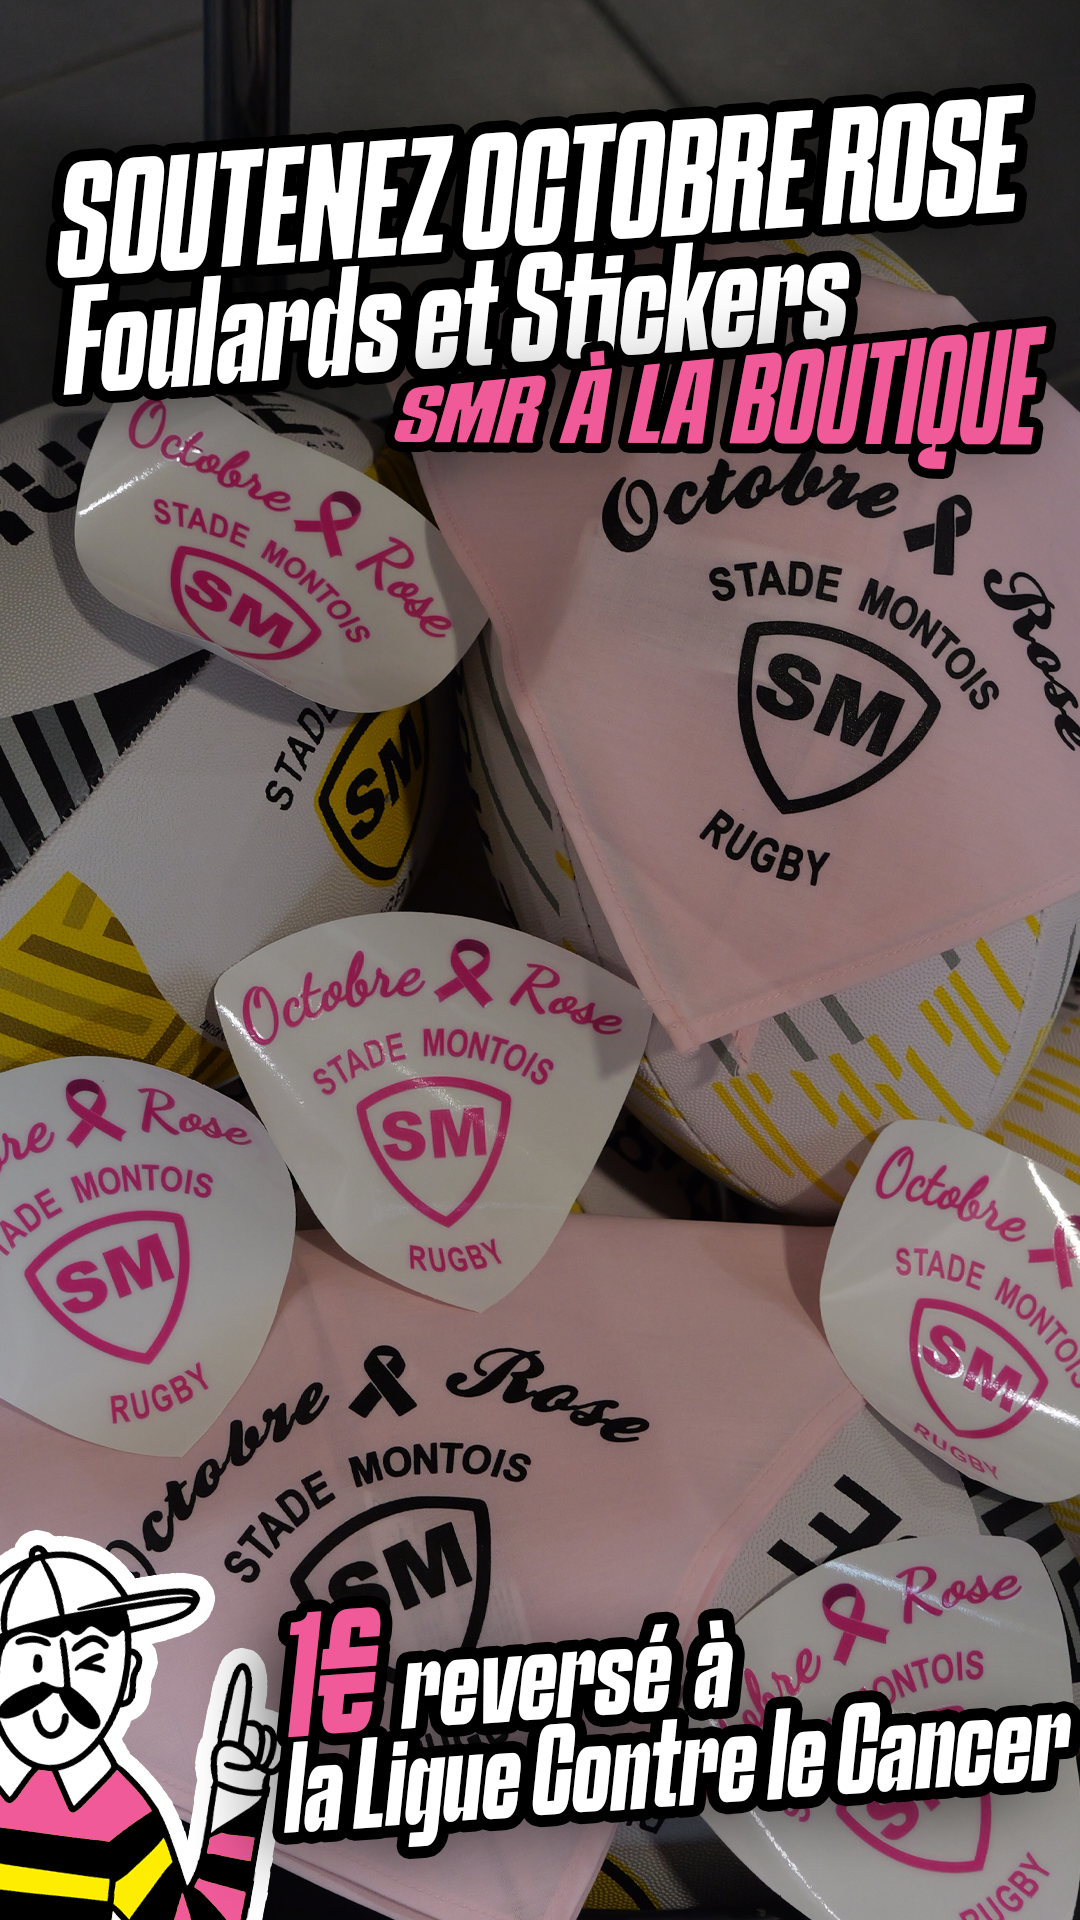 SOUTENEZ OCTOBRE ROSE
Foulards et Stickers
SMR À LA BOUTIQUE
Octobre Rose
STADE MONTOIS
SM
Octobre Rose
STADE MONTOIS
SM
RUGBY
STADE
SM
Octobre Rose
STADE MONTOIS
SM
RUGBY
Rose
MONTOIS
SM
RUGBY
Octobre
STADE MONTOIS
SM
RUGBY
Octobre Rose
STADE MONTOIS
SM
Rose
RUGBY
1€ reversé à
la Ligue Contre le Cancer